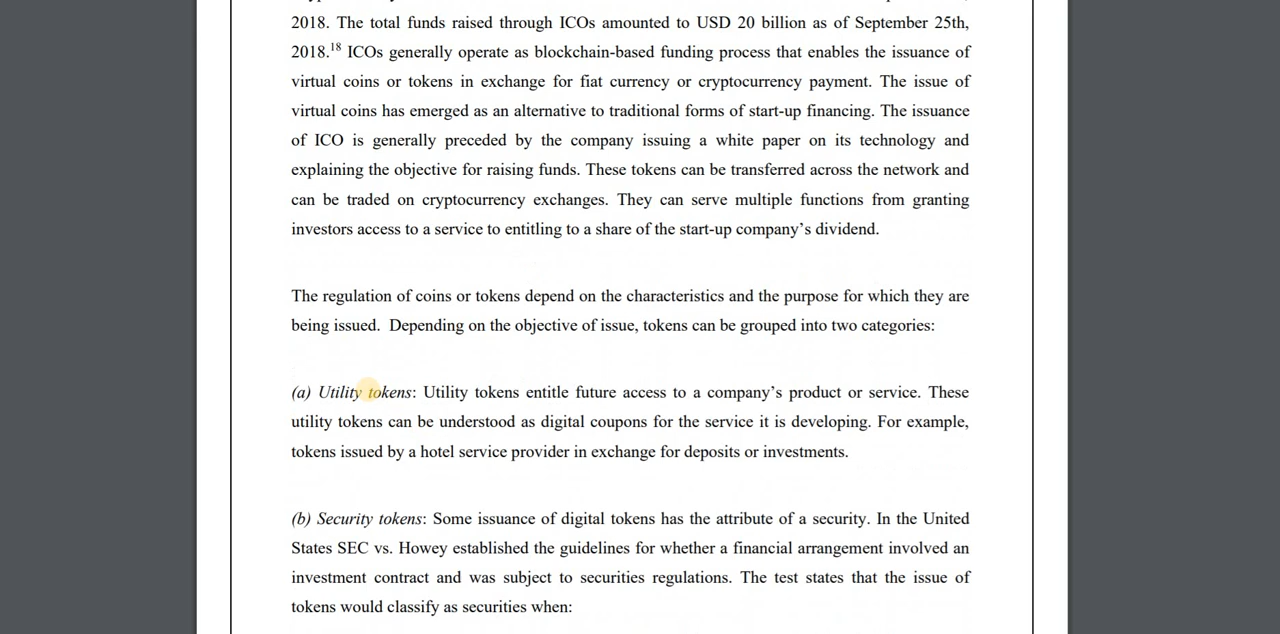 2018. The total funds raised through ICOs amounted to USD 20 billion as of September 25th,
2018.18 ICOs generally operate as blockchain-based funding process that enables the issuance of
virtual coins or tokens in exchange for fiat currency or cryptocurrency payment. The issue of
virtual coins has emerged as an alternative to traditional forms of start-up financing. The issuance
of ICO is generally preceded by the company issuing a white paper on its technology and
explaining the objective for raising funds. These tokens can be transferred across the network and
can be traded on cryptocurrency exchanges. They can serve multiple functions from granting
investors access to a service to entitling to a share of the start-up company’s dividend.
The regulation of coins or tokens depend on the characteristics and the purpose for which they are
being issued.  Depending on the objective of issue, tokens can be grouped into two categories:
(a) Utility tokens: Utility tokens entitle future access to a company’s product or service. These
utility tokens can be understood as digital coupons for the service it is developing. For example,
tokens issued by a hotel service provider in exchange for deposits or investments.
(b) Security tokens: Some issuance of digital tokens has the attribute of a security. In the United
States SEC vs. Howey established the guidelines for whether a financial arrangement involved an
investment contract and was subject to securities regulations. The test states that the issue of
tokens would classify as securities when: